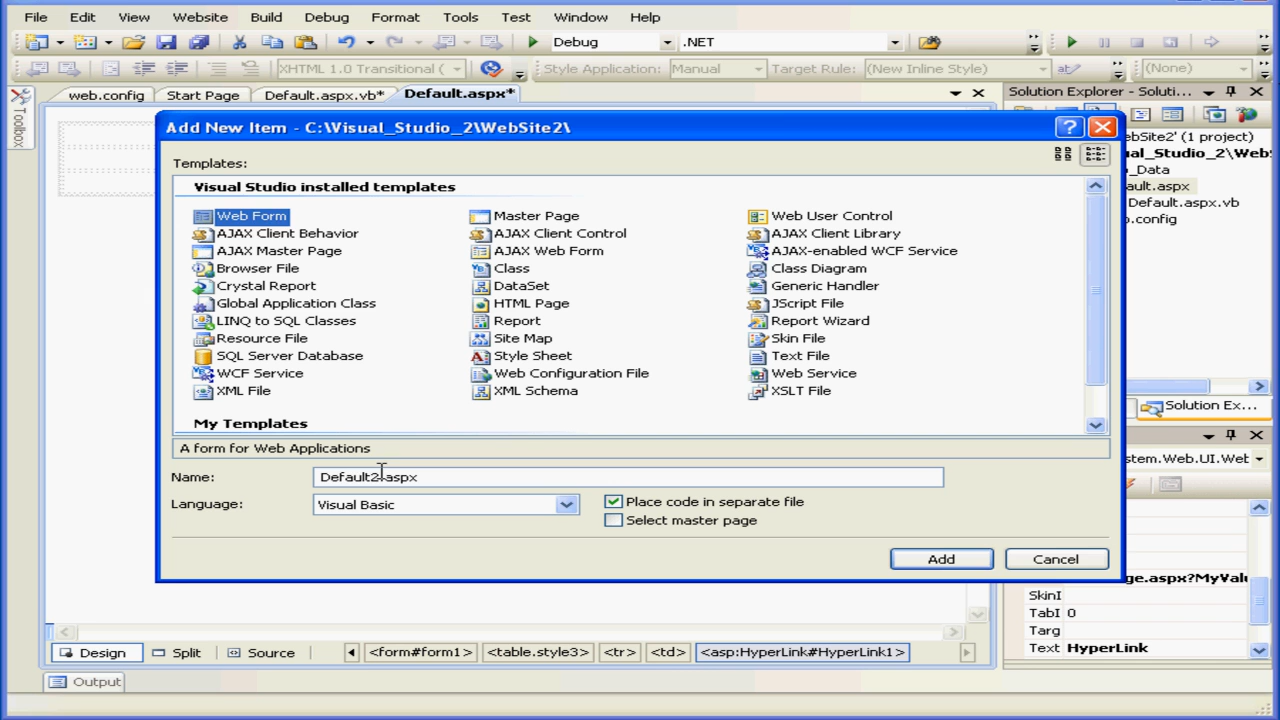 File Edit View Website Build Debug Format Tools Test Window Help
Debug .NET
XHTML 1.0 Transitional ( Style Application: Manual Target Rule: (New Inline Style) (None)
web.config Start Page Default.aspx.vb* Default.aspx* Solution Explorer - Soluti...
Toolbox
Add New Item - C:\Visual_Studio_2\WebSite2\
ebSite2' (1 project)
al_Studio_2\WebS
_Data
ault.aspx
Default.aspx.vb
b.config
Templates:
Visual Studio installed templates
Web Form Master Page Web User Control
AJAX Client Behavior AJAX Client Control AJAX Client Library
AJAX Master Page AJAX Web Form AJAX-enabled WCF Service
Browser File Class Class Diagram
Crystal Report DataSet Generic Handler
Global Application Class HTML Page JScript File
LINQ to SQL Classes Report Report Wizard
Resource File Site Map Skin File
SQL Server Database Style Sheet Text File
WCF Service Web Configuration File Web Service
XML File XML Schema XSLT File
My Templates
A form for Web Applications
Name: Default2.aspx
Language: Visual Basic Place code in separate file
Select master page
Add Cancel
Solution Ex...
stem.Web.UI.Wet
ge.aspx?MyValu
SkinI
TabI 0
Targ
Text HyperLink
Design Split Source <form#form1> <table.style3> <tr> <td> <asp:HyperLink#HyperLink1>
Output